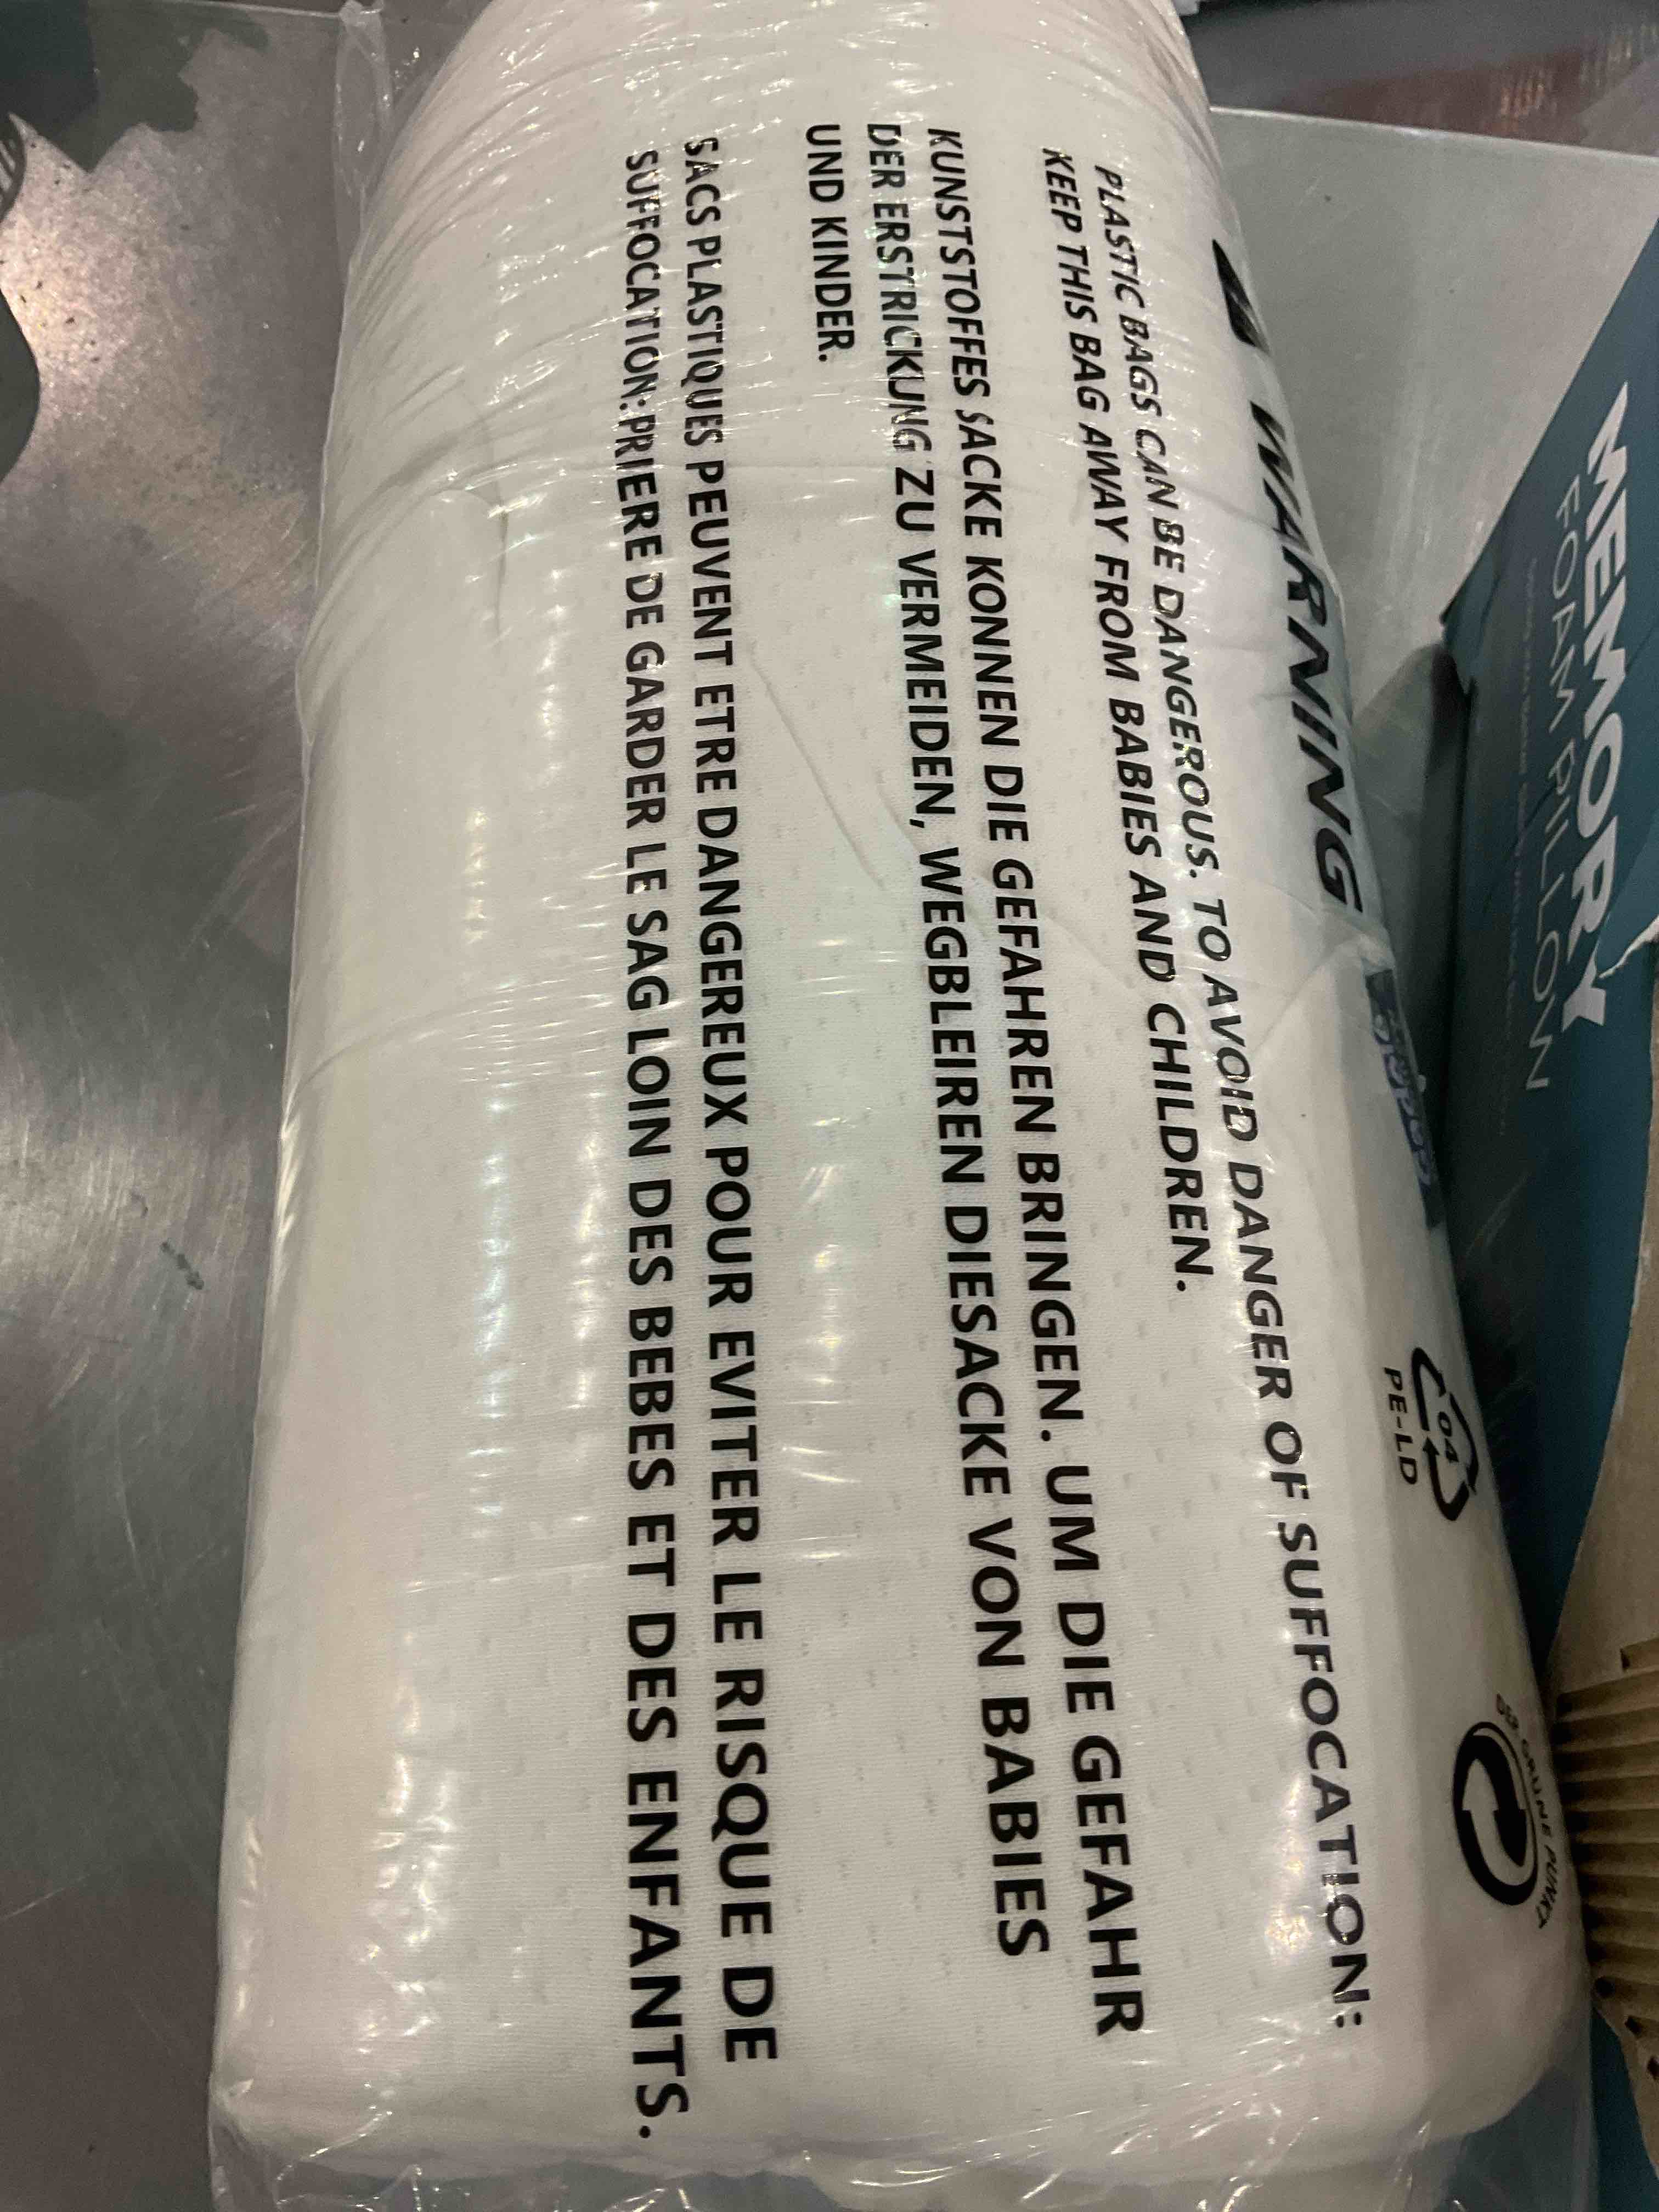 WARNING
PLASTIC BAGS CAN BE DANGEROUS. TO AVOID DANGER OF SUFFOCATION:
KEEP THIS BAG AWAY FROM BABIES AND CHILDREN.
KUNSTSTOFFES SACKE KONNEN DIE GEFAHREN BRINGEN. UM DIE GEFAHR
DER ERSTRICKUNG ZU VERMEIDEN, WEGBLEIREN DIESACKE VON BABIES
UND KINDER.
SACS PLASTIQUES PEUVENT ETRE DANGEREUX POUR EVITER LE RISQUE DE
SUFFOCATION:PRIERE DE GARDER LE SAG LOIN DES BEBES ET DES ENFANTS.
04
PE-LD
DER GRÜNE PUNKT
MEMORY
FOAM PILLOW